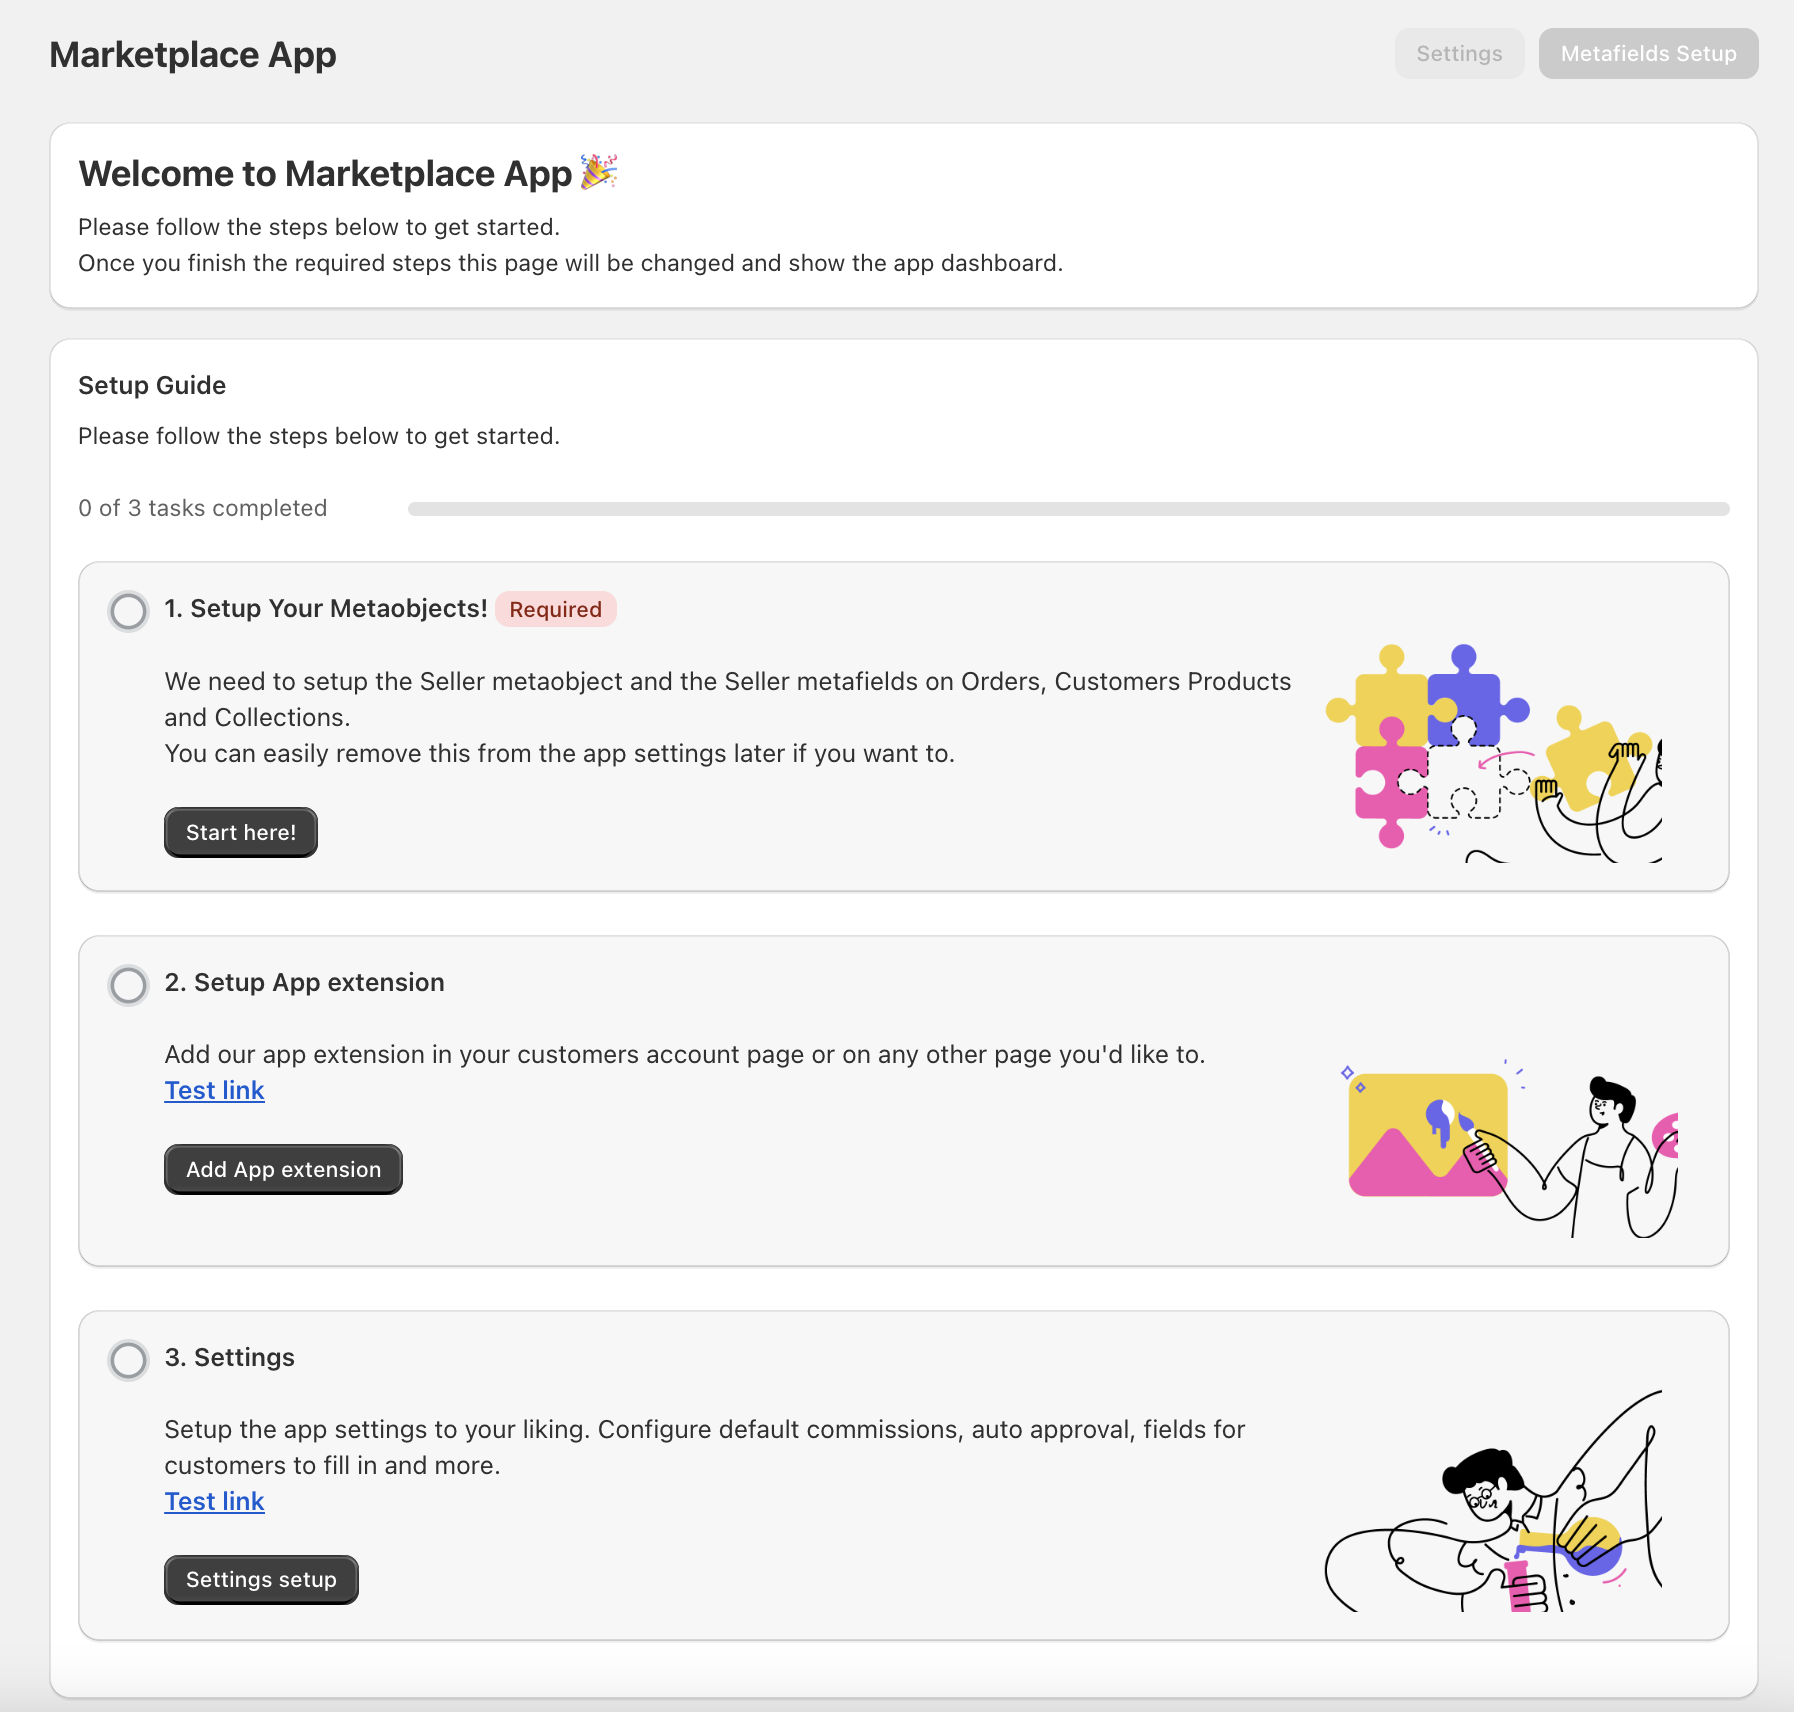 Marketplace App
Settings
Metafields Setup
Welcome to Marketplace App🎉
Please follow the steps below to get started.
Once you finish the required steps this page will be changed and show the app dashboard.
Setup Guide
Please follow the steps below to get started.
0 of 3 tasks completed
1. Setup Your Metaobjects!
Required
We need to setup the Seller metaobject and the Seller metafields on Orders, Customers Products
and Collections.
You can easily remove this from the app settings later if you want to.
Start here!
2. Setup App extension
Add our app extension in your customers account page or on any other page you'd like to.
Test link
Add App extension
3. Settings
Setup the app settings to your liking. Configure default commissions, auto approval, fields for
customers to fill in and more.
Test link
Settings setup